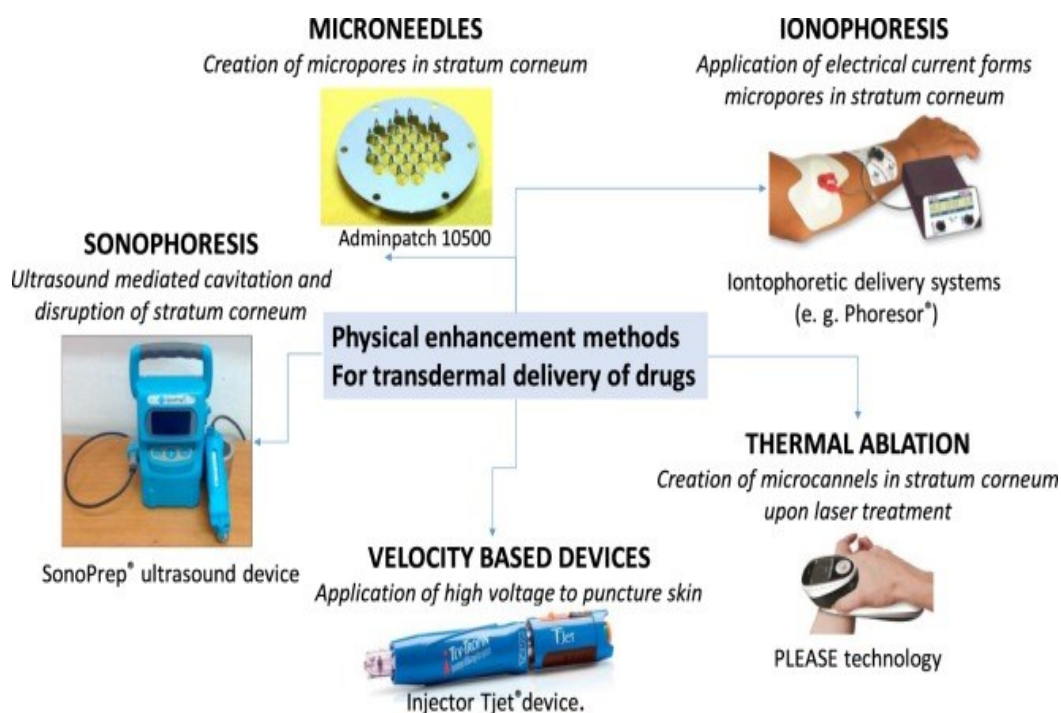 MICRONEEDLES
Creation of micropores in stratum corneum
Adminpatch 10500
IONOPHORESIS
Application of electrical current forms
micropores in stratum corneum
Iontophoretic delivery systems
(e. g. Phoresor®)
SONOPHORESIS
Ultrasound mediated cavitation and
disruption of stratum corneum
SonoPrep® ultrasound device
Physical enhancement methods
For transdermal delivery of drugs
THERMAL ABLATION
Creation of microcannels in stratum corneum
upon laser treatment
PLEASE technology
VELOCITY BASED DEVICES
Application of high voltage to puncture skin
TEV-TROPIN
Tjet
Injector Tjet® device.